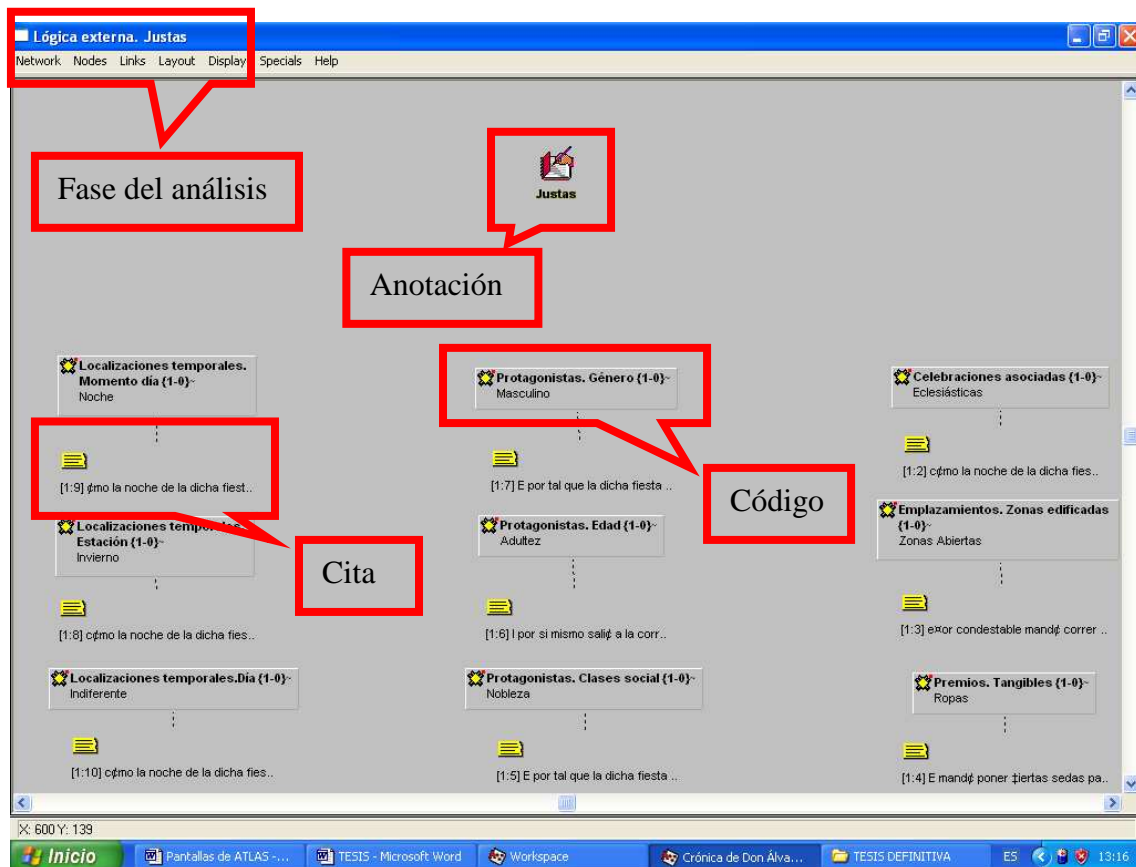 Lógica externa. Justas
Network Nodes Links Layout Display Specials Help
Fase del análisis
Justas
Anotación
Localizaciones temporales.
Momento día {1-0}~
Noche
[1:9] ¢mo la noche de la dicha fiest..
Localizaciones temporales.
Estación {1-0}~
Invierno
Cita
[1:8] c¢mo la noche de la dicha fies..
Localizaciones temporales.Día {1-0}~
Indiferente
[1:10] c¢mo la noche de la dicha fies..
Protagonistas. Género {1-0}~
Masculino
[1:7] E por tal que la dicha fiesta ..
Código
Protagonistas. Edad {1-0}~
Adultez
[1:6] I por si mismo sali¢ a la corr..
Protagonistas. Clases social {1-0}~
Nobleza
[1:5] E por tal que la dicha fiesta ..
Celebraciones asociadas {1-0}~
Eclesiásticas
[1:2] c¢mo la noche de la dicha fies..
Emplazamientos. Zonas edificadas
{1-0}~
Zonas Abiertas
[1:3] e¤or condestable mand¢ correr ..
Premios. Tangibles {1-0}~
Ropas
[1:4] E mand¢ poner ‡iertas sedas pa..
X: 600 Y: 139
Inicio Pantallas de ATLAS -... TESIS - Microsoft Word Workspace Crónica de Don Álva... TESIS DEFINITIVA ES 13:16